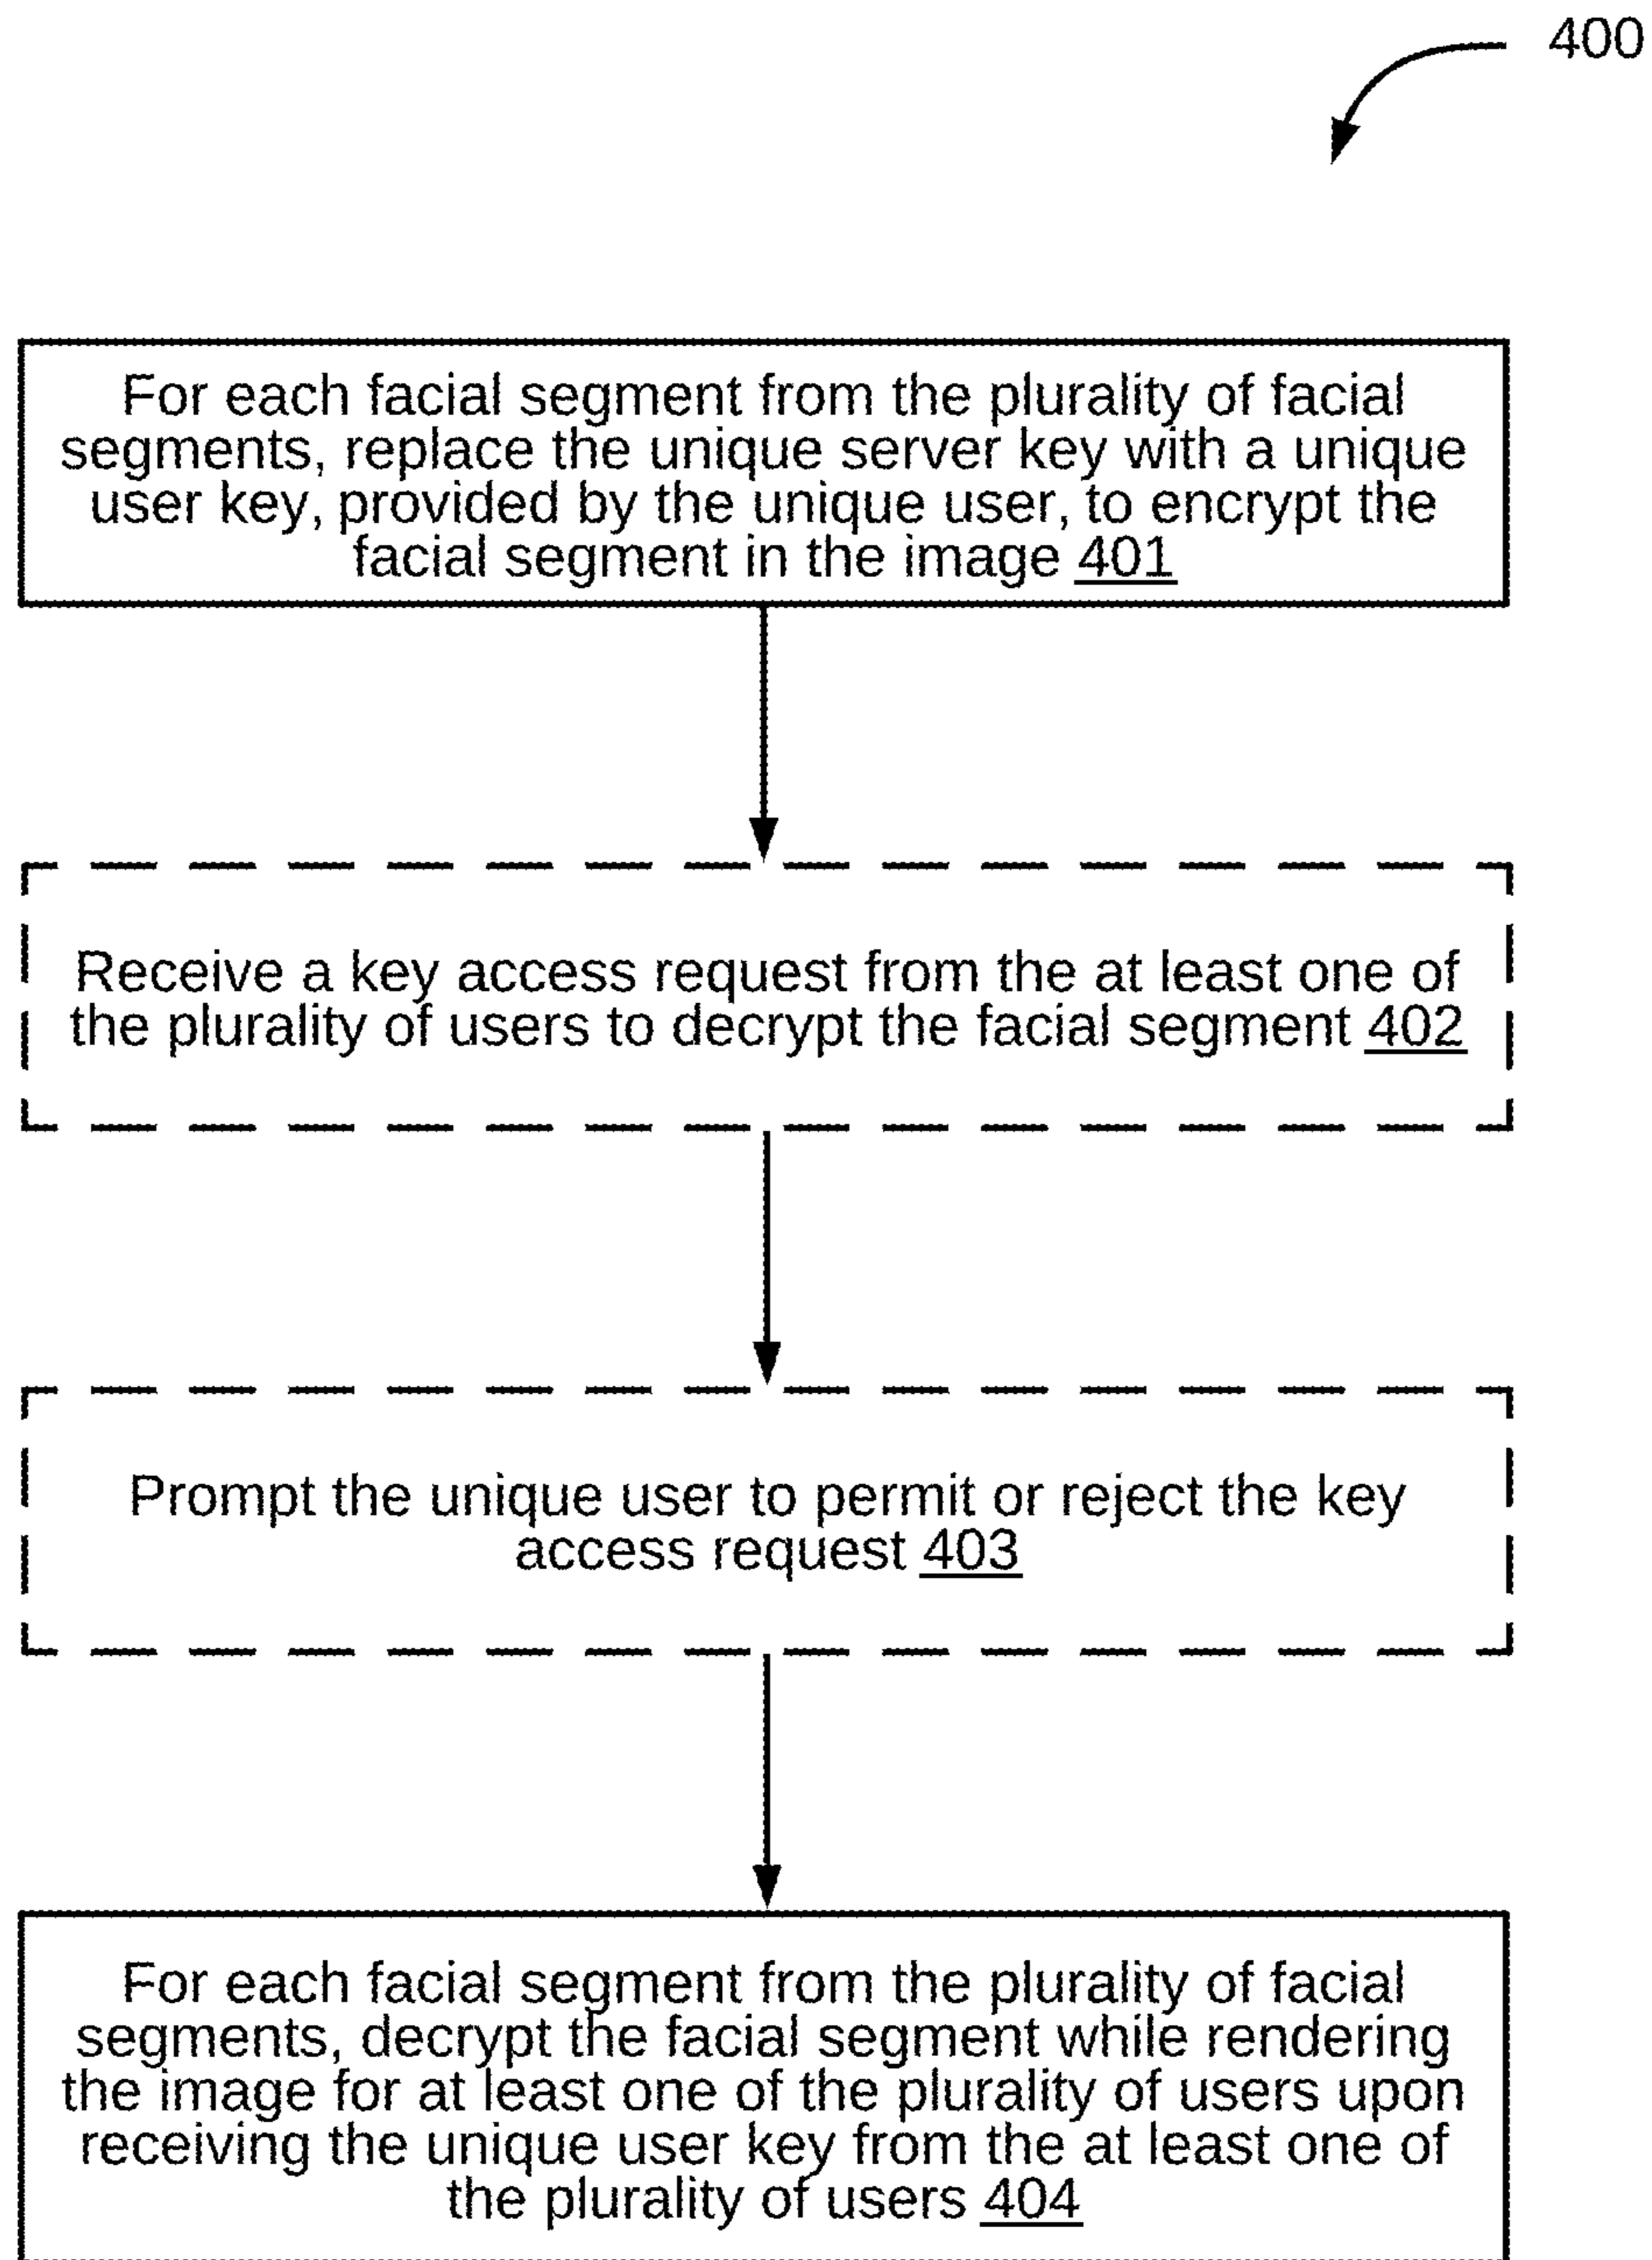 400
For each facial segment from the plurality of facial
segments, replace the unique server key with a unique
user key, provided by the unique user, to encrypt the
facial segment in the image 401
Receive a key access request from the at least one of
the plurality of users to decrypt the facial segment 402
Prompt the unique user to permit or reject the key
access request 403
For each facial segment from the plurality of facial
segments, decrypt the facial segment while rendering
the image for at least one of the plurality of users upon
receiving the unique user key from the at least one of
the plurality of users 404